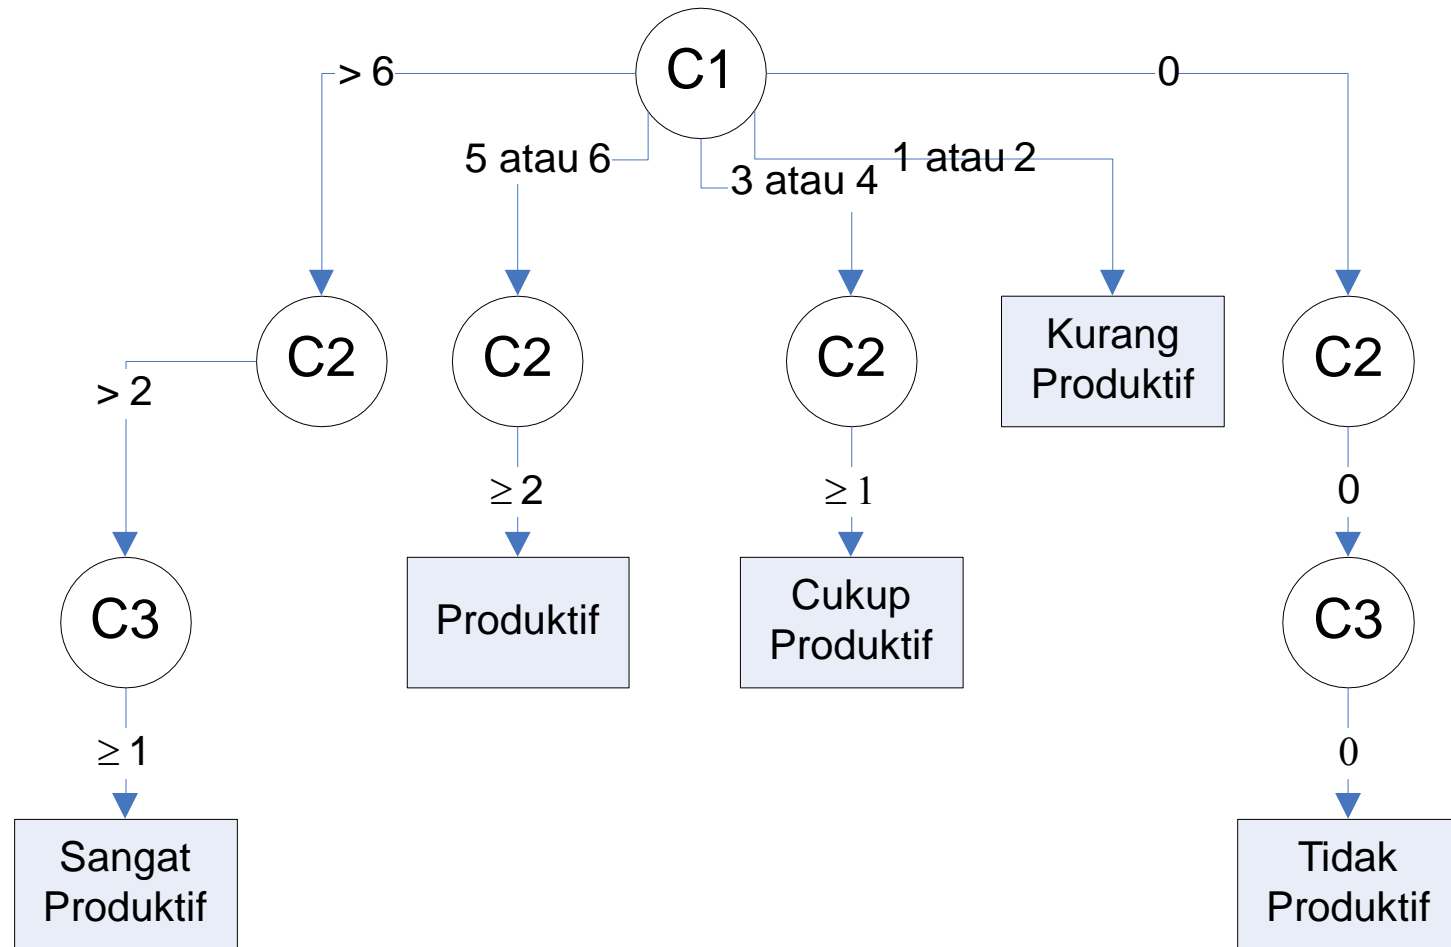 C1
> 6
0
5 atau 6
3 atau 4
1 atau 2
C2
C2
C2
Kurang
Produktif
C2
> 2
≥ 2
≥ 1
0
C3
Produktif
Cukup
Produktif
C3
≥ 1
0
Sangat
Produktif
Tidak
Produktif